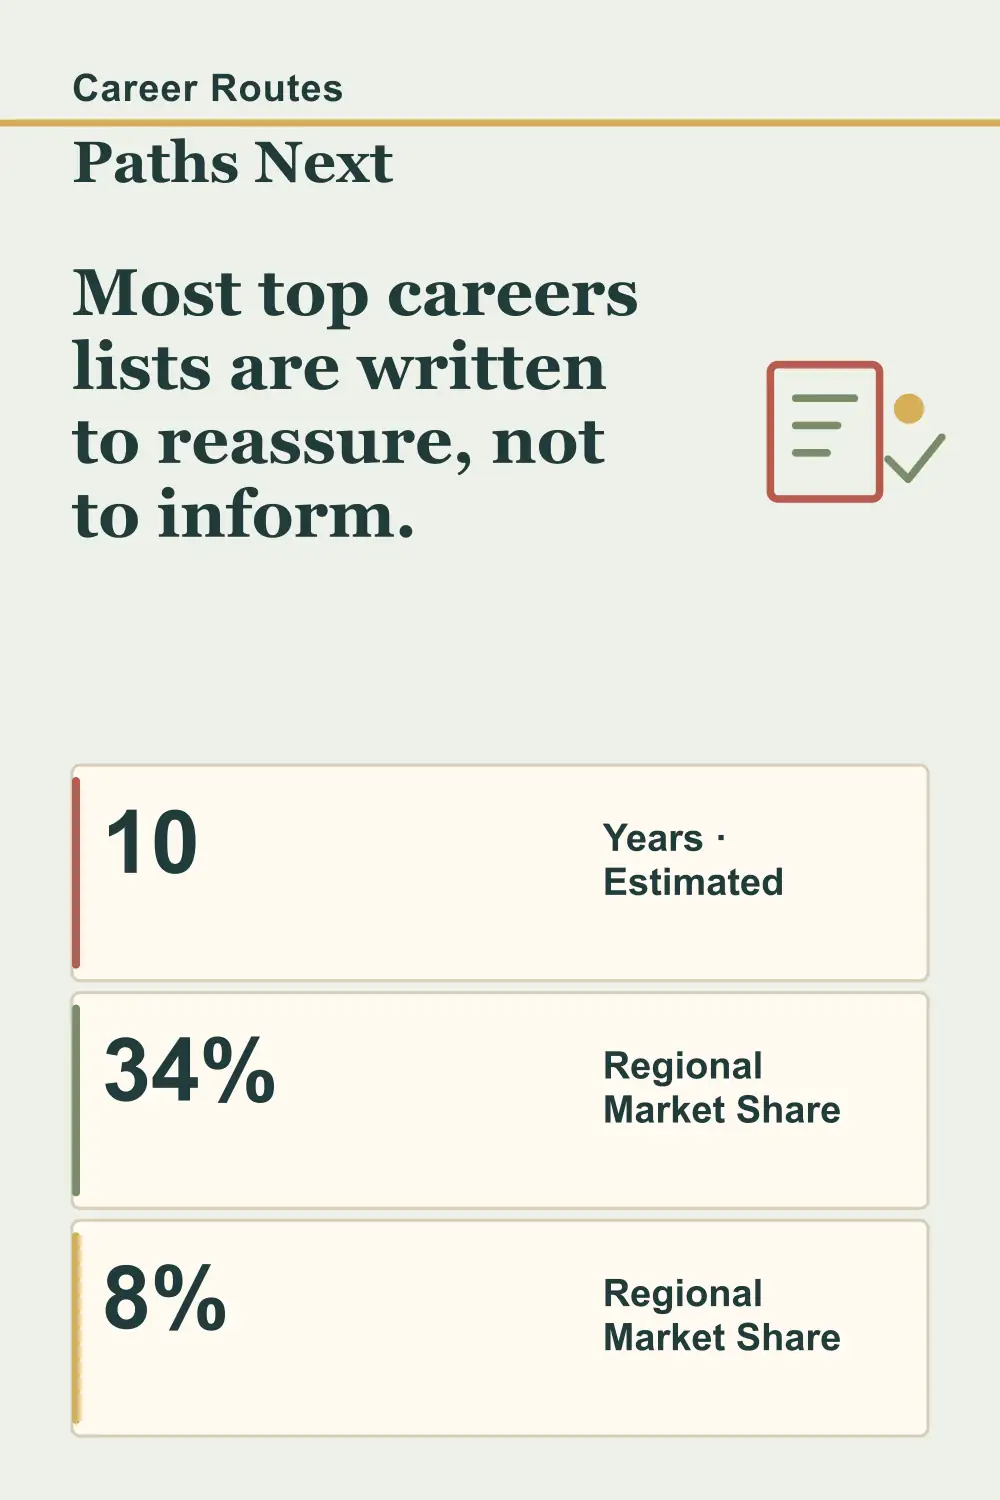 Career Routes
Paths Next
Most top careers
lists are written
to reassure, not
to inform.
10
Years ·
Estimated
34%
Regional
Market Share
8%
Regional
Market Share